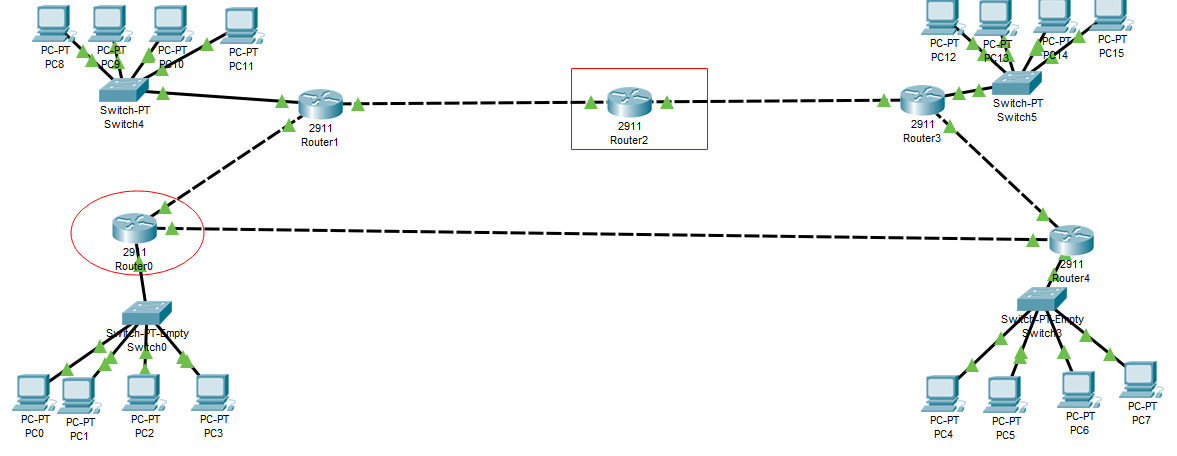 PC-PT
PC8
PC-PT
PC9
PC-PT
PC10
PC-PT
PC11
Switch-PT
Switch4
2911
Router1
2911
Router2
2911
Router3
PC-PT
PC12
PC-PT
PC13
PC-PT
PC14
PC-PT
PC15
Switch-PT
Switch5
2911
Router0
2911
Router4
Switch-PT-Empty
Switch0
Switch-PT-Empty
Switch3
PC-PT
PC0
PC-PT
PC1
PC-PT
PC2
PC-PT
PC3
PC-PT
PC4
PC-PT
PC5
PC-PT
PC6
PC-PT
PC7